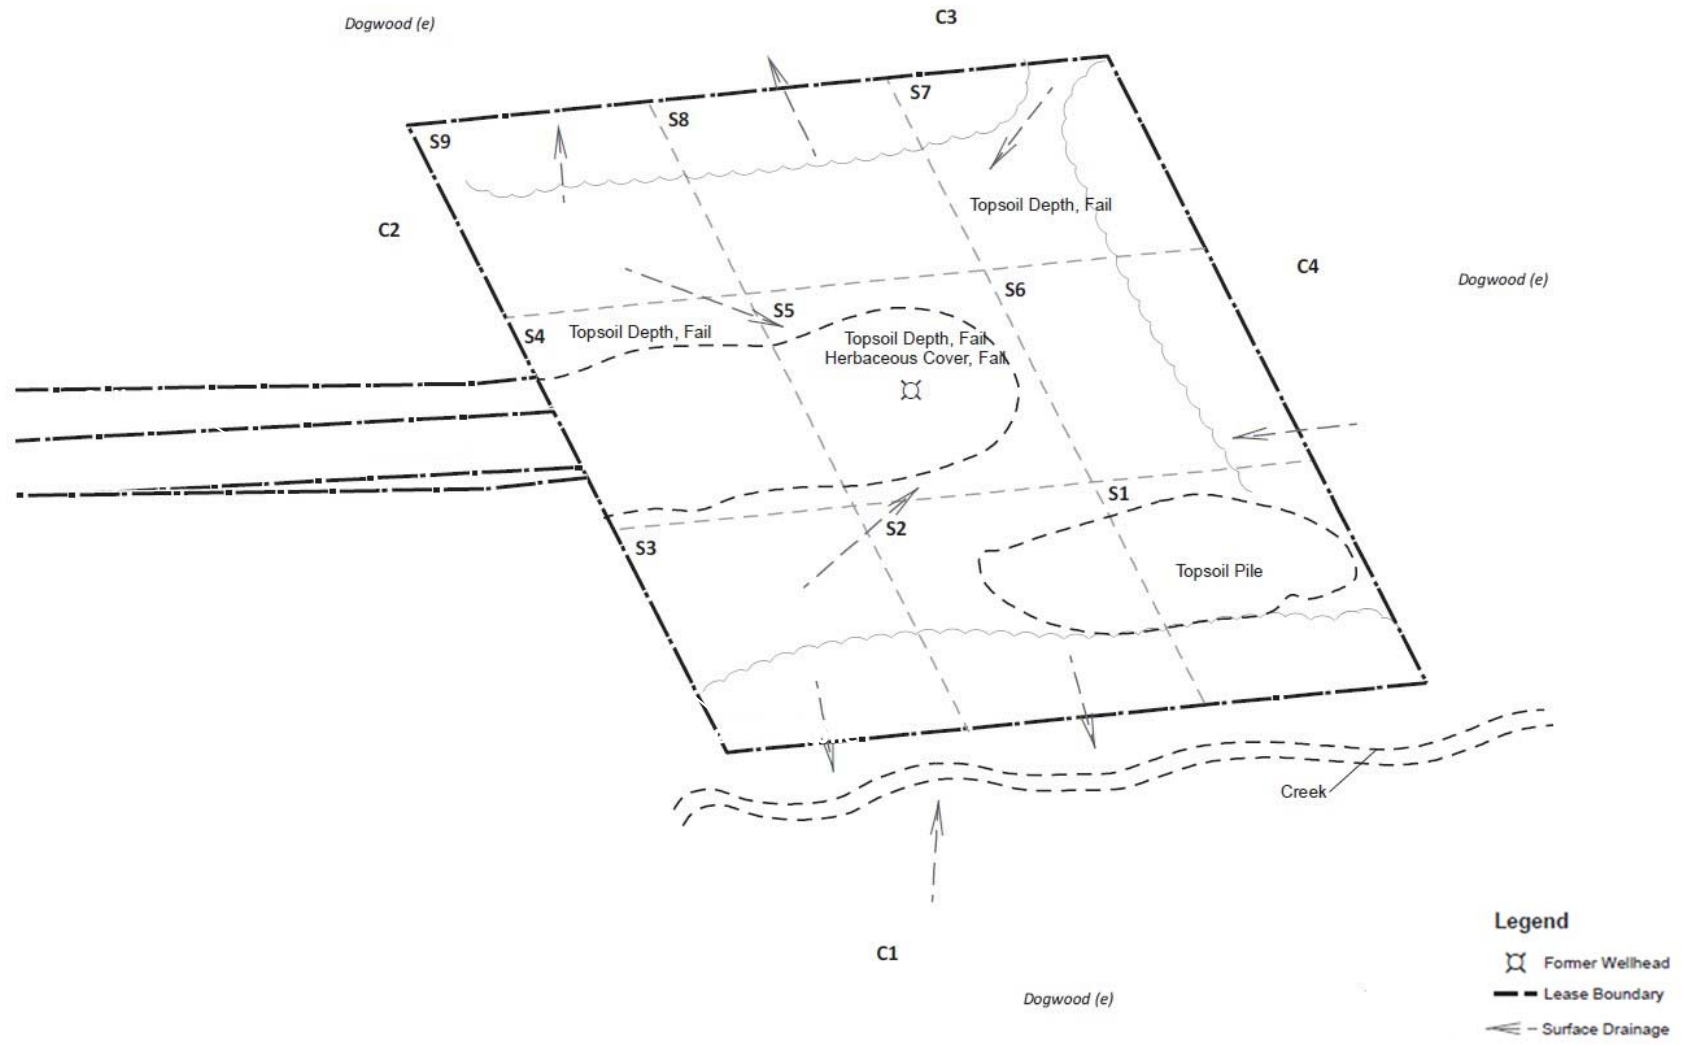 C3
Dogwood (e)
S7
S8
S9
Topsoil Depth, Fail
C2
C4
Dogwood (e)
S6
S5
S4
Topsoil Depth, Fail
Topsoil Depth, Fail
Herbaceous Cover, Fail
S1
S2
S3
Topsoil Pile
Creek
C1
Dogwood (e)
Legend
Former Wellhead
Lease Boundary
Surface Drainage